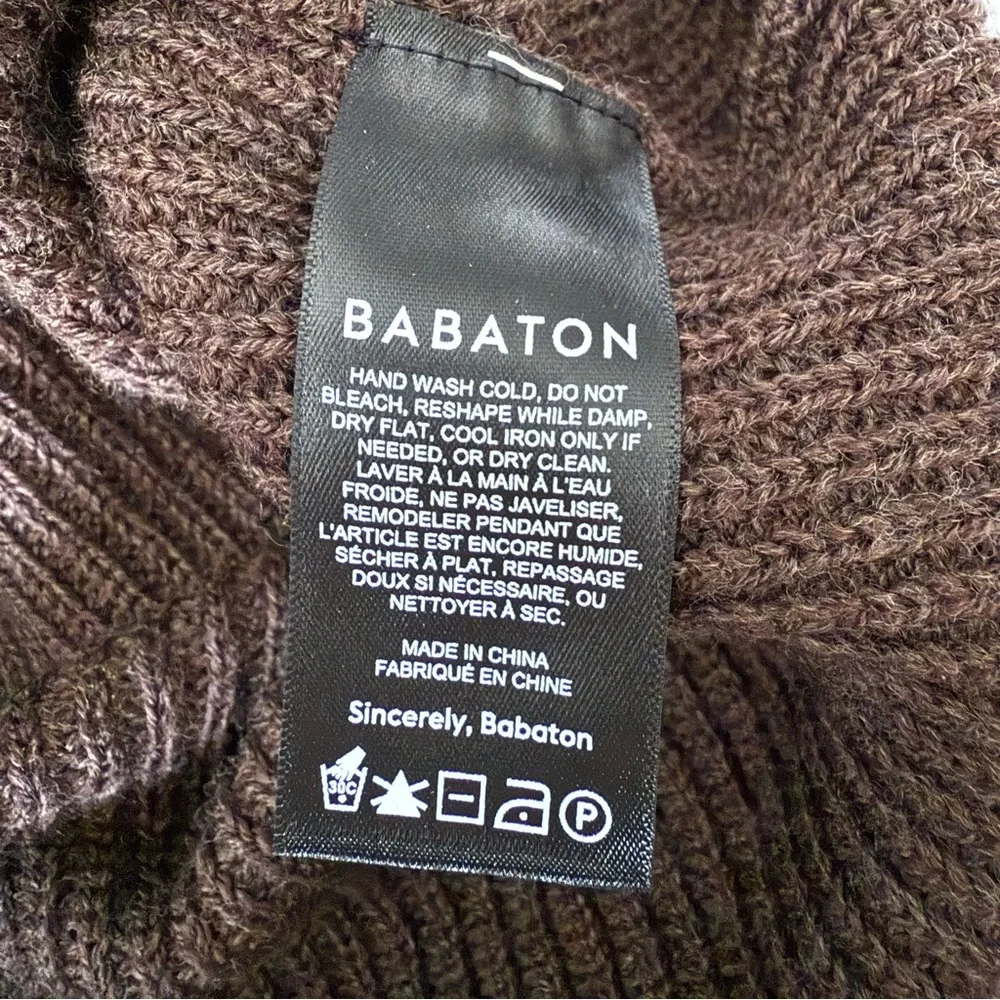 BABATON
HAND WASH COLD, DO NOT
BLEACH, RESHAPE WHILE DAMP,
DRY FLAT, COOL IRON ONLY IF
NEEDED, OR DRY CLEAN.
LAVER À LA MAIN À L'EAU
FROIDE, NE PAS JAVELISER,
REMODELER PENDANT QUE
L'ARTICLE EST ENCORE HUMIDE,
SÉCHER À PLAT, REPASSAGE
DOUX SI NÉCESSAIRE, OU
NETTOYER À SEC.
MADE IN CHINA
FABRIQUÉ EN CHINE
Sincerely, Babaton
30C P